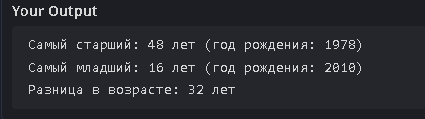 Your Output
Самый старший: 48 лет (год рождения: 1978)
Самый младший: 16 лет (год рождения: 2010)
Разница в возрасте: 32 лет